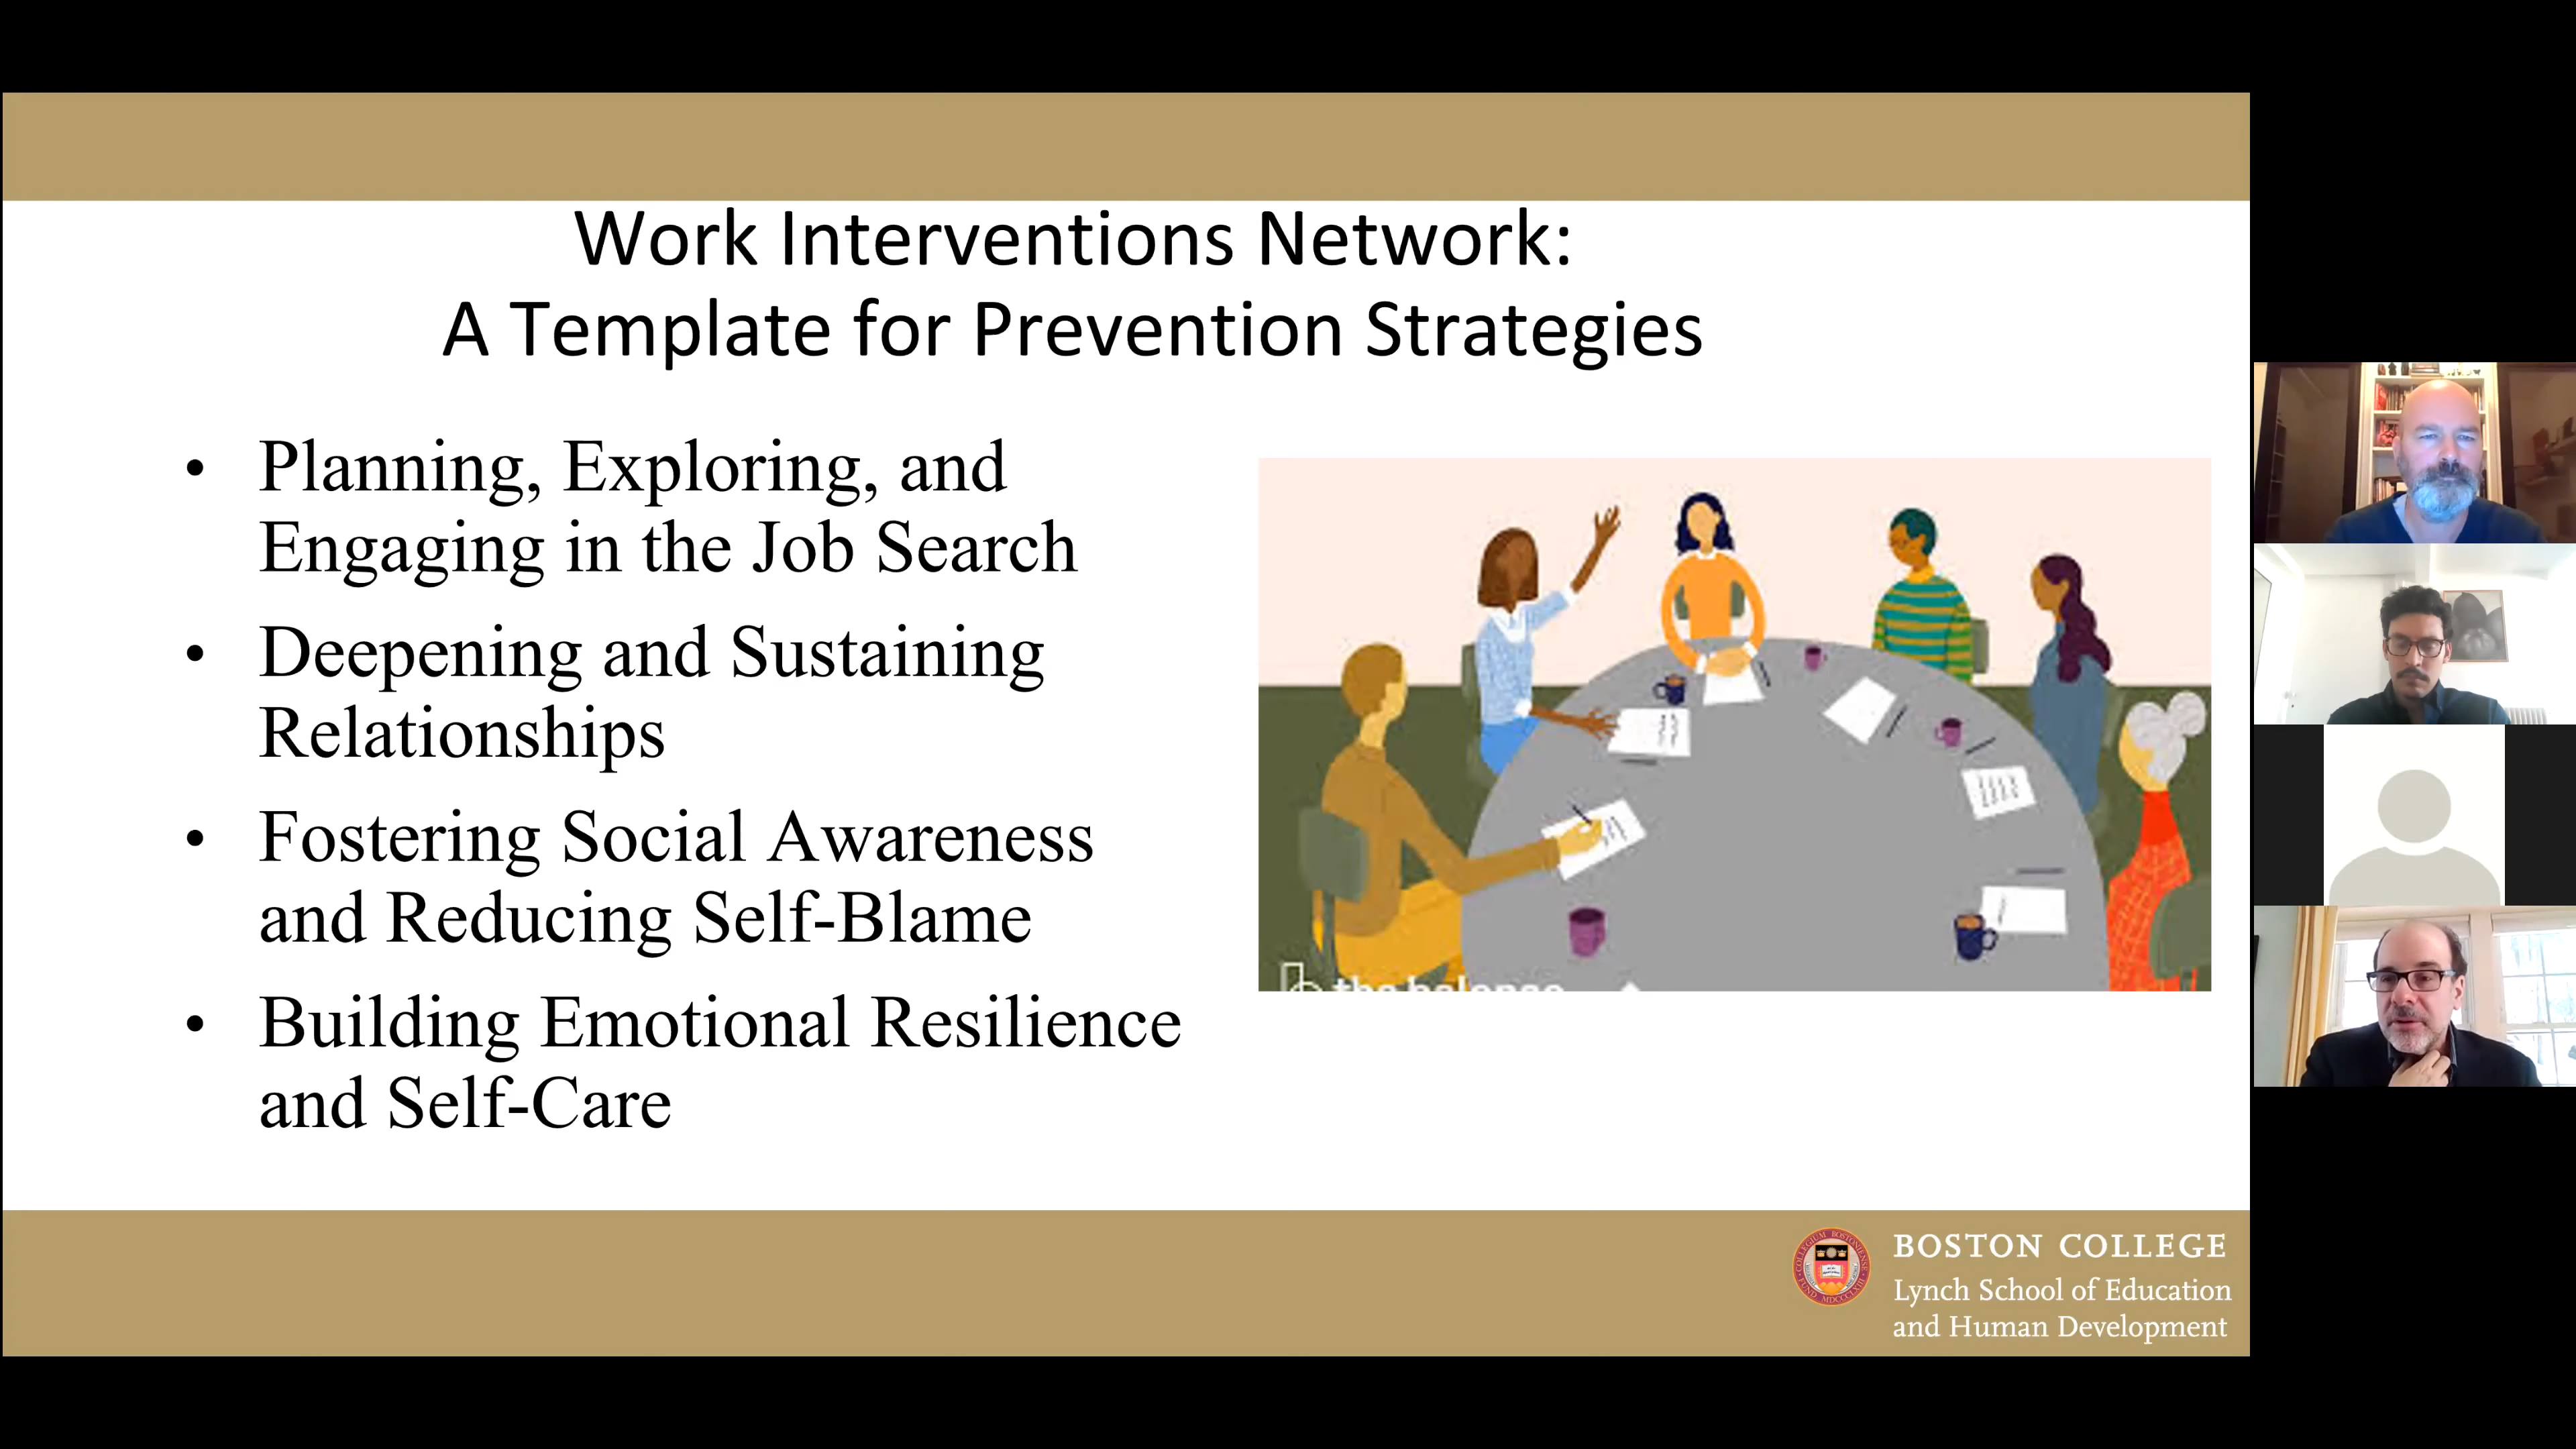 Work Interventions Network:
A Template for Prevention Strategies
• Planning, Exploring, and
Engaging in the Job Search
• Deepening and Sustaining
Relationships
• Fostering Social Awareness
and Reducing Self-Blame
• Building Emotional Resilience
and Self-Care
the balance
BOSTON COLLEGE
Lynch School of Education
and Human Development